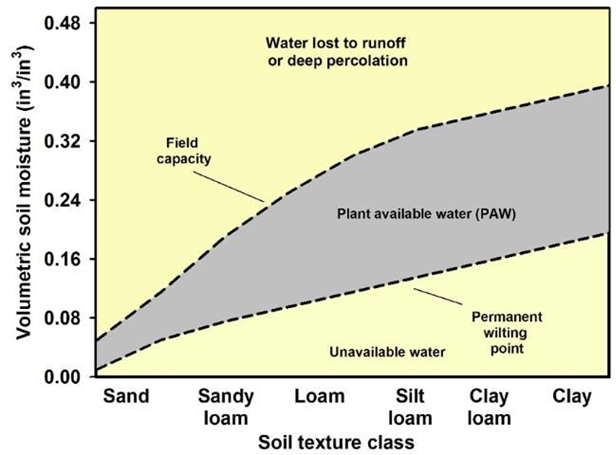 Volumetric soil moisture (in³/in³)
0.48
0.40
0.32
0.24
0.16
0.08
0.00
Water lost to runoff
or deep percolation
Field
capacity
Plant available water (PAW)
Permanent
wilting
point
Unavailable water
Sand
Sandy
loam
Loam
Silt
loam
Clay
loam
Clay
Soil texture class